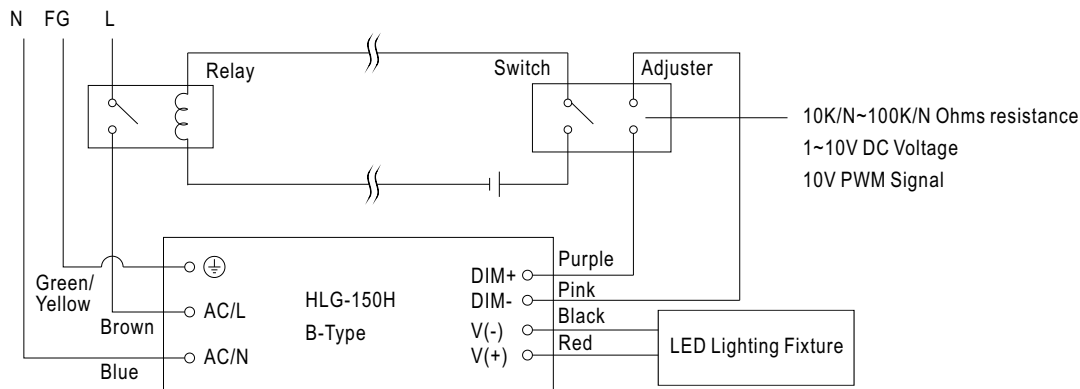 N FG L
Relay
Switch
Adjuster
10K/N~100K/N Ohms resistance
1~10V DC Voltage
10V PWM Signal
Green/
Yellow
Brown
Blue
AC/L
AC/N
HLG-150H
B-Type
DIM+
DIM-
V(-)
V(+)
Purple
Pink
Black
Red
LED Lighting Fixture